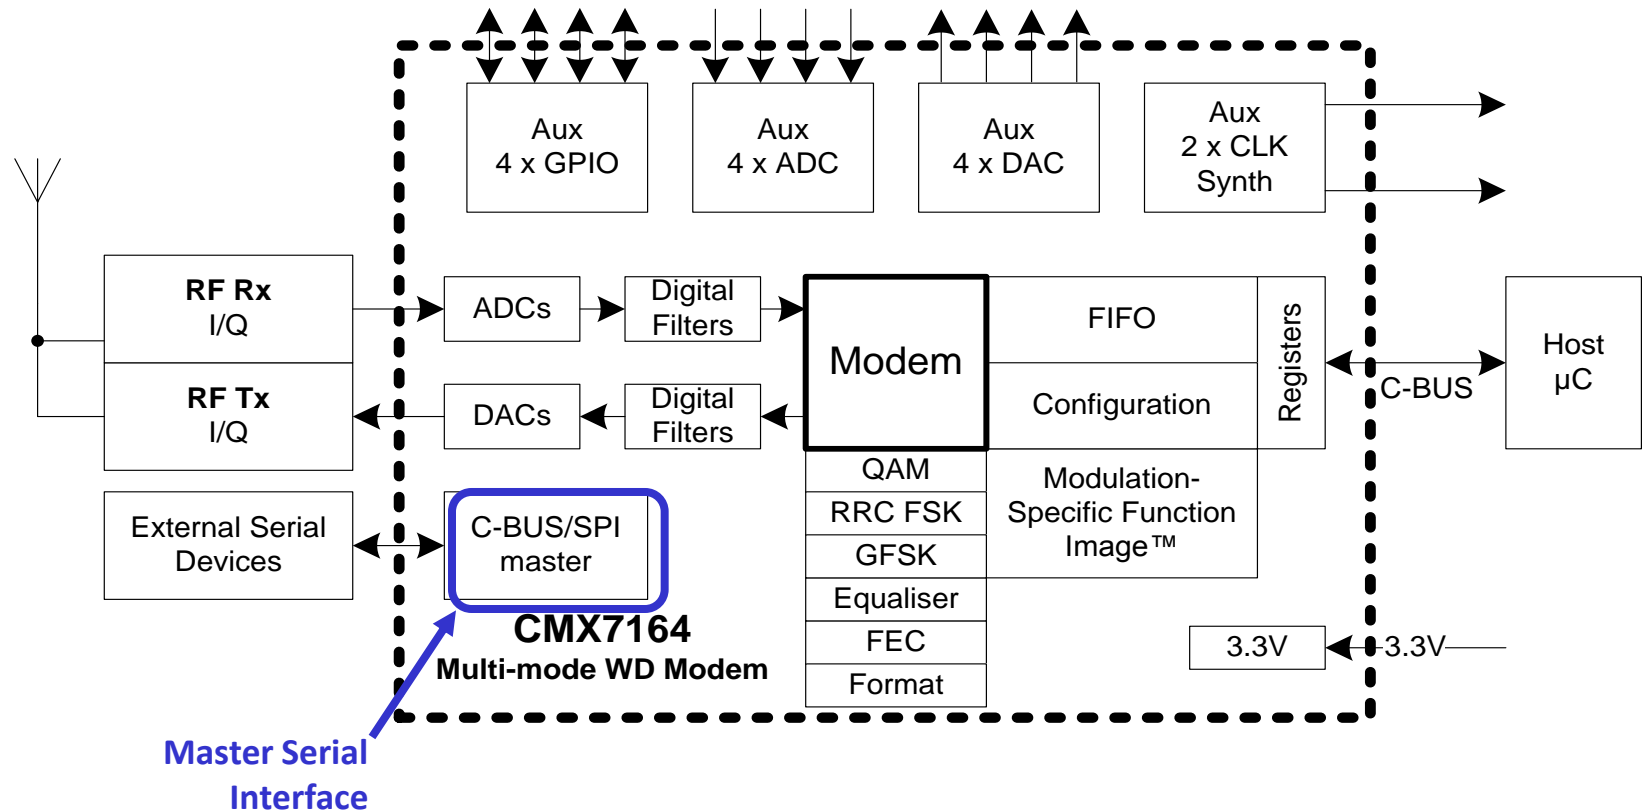 Aux
4 x GPIO
Aux
4 x ADC
Aux
4 x DAC
Aux
2 x CLK
Synth
RF Rx
I/Q
ADCs
Digital
Filters
Modem
FIFO
Registers
C-BUS
Host
µC
RF Tx
I/Q
DACs
Digital
Filters
Configuration
External Serial
Devices
C-BUS/SPI
master
QAM
RRC FSK
GFSK
Equaliser
FEC
Format
Modulation-
Specific Function
Image™
CMX7164
Multi-mode WD Modem
3.3V
3.3V
Master Serial
Interface